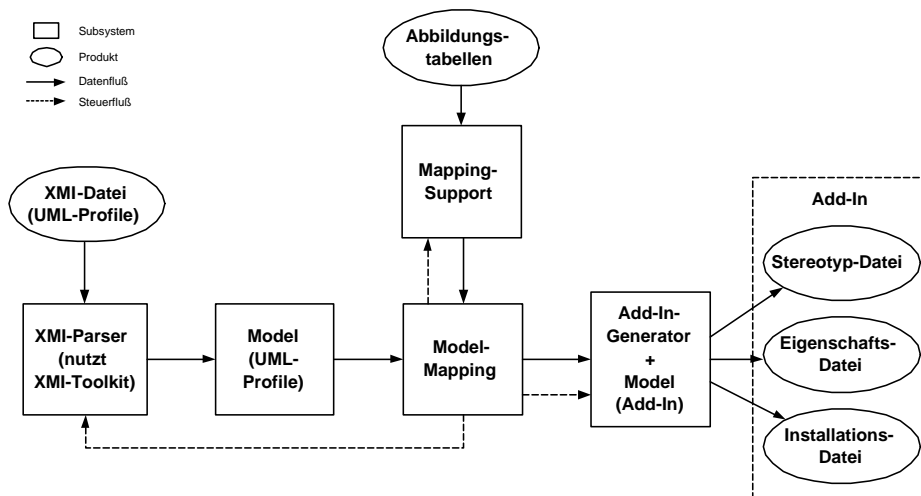 Subsystem
Produkt
Datenfluß
Steuerfluß
Abbildungs-
tabellen
Mapping-
Support
XMI-Datei
(UML-Profile)
XMI-Parser
(nutzt
XMI-Toolkit)
Model
(UML-
Profile)
Model-
Mapping
Add-In-
Generator
+
Model
(Add-In)
Add-In
Stereotyp-Datei
Eigenschafts-
Datei
Installations-
Datei